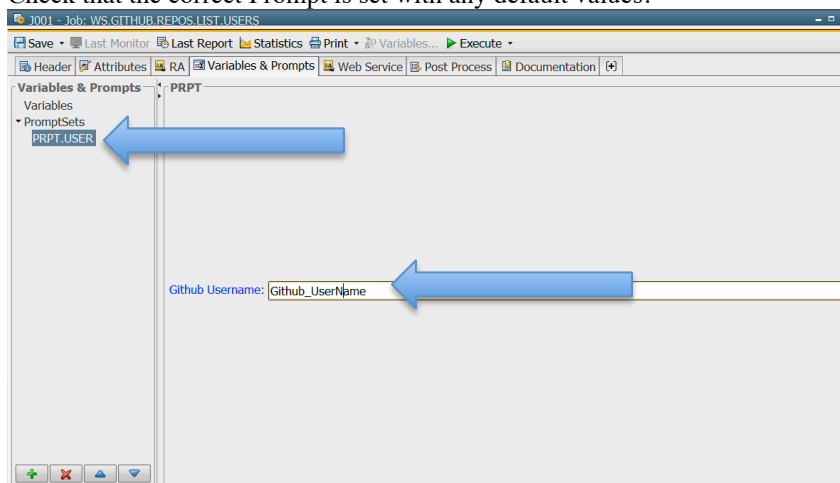 Check that the correct Prompt is set with any default values.
J001 - Job: WS.GITHUB.REPOS.LIST.USERS
Save Last Monitor Last Report Statistics Print Variables... Execute
Header Attributes RA Variables & Prompts Web Service Post Process Documentation
Variables & Prompts PRPT
Variables
PromptSets
PRPT.USER
Github Username: Github_UserName